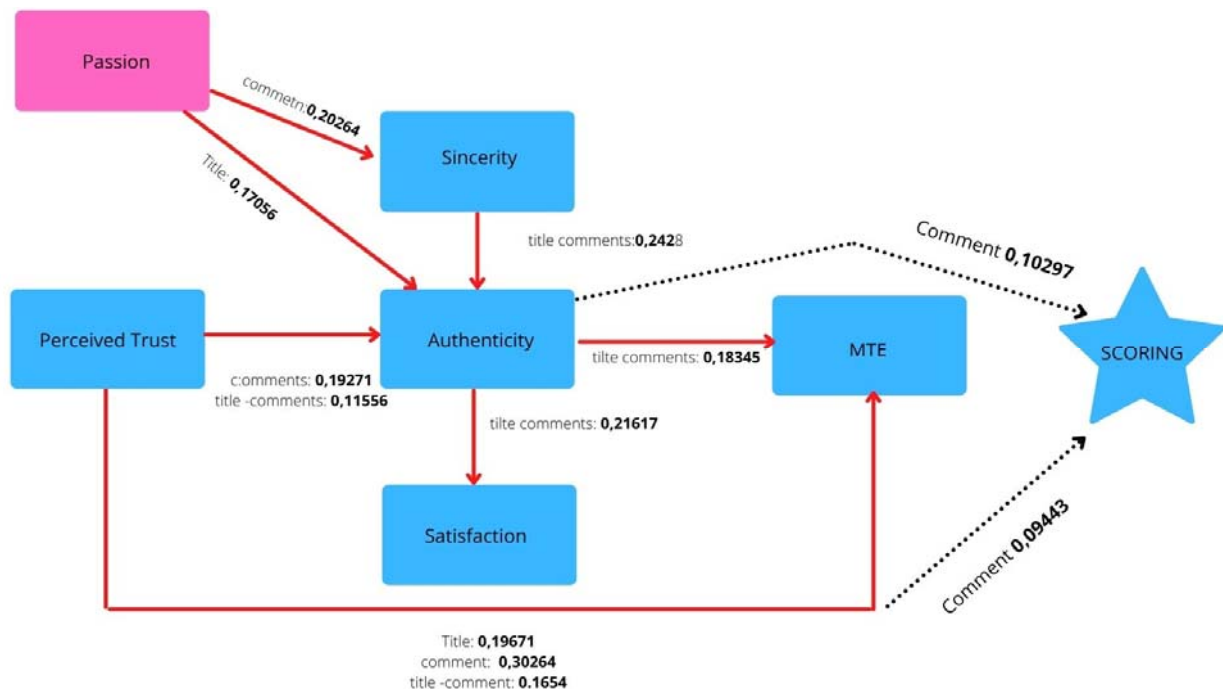 Passion
commetn:0,20264
Sincerity
Title: 0,17056
title comments:0,2428
Comment 0,10297
Perceived Trust
Authenticity
MTE
SCORING
tilte comments: 0,18345
c:omments: 0,19271
title -comments: 0,11556
tilte comments: 0,21617
Satisfaction
Comment 0,09443
Title: 0,19671
comment: 0,30264
title -comment: 0.1654